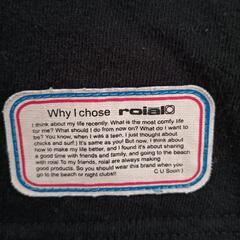 Why I chose roial
I think about my life recently. What is the most comfy life
for me? What should I do from now on? What do I want to
be? You know, when I was a teen, I just thought about
chicks and surf:) It's same as you! But now, I think about
how to make my life better, and I found it's about sharing
a good time with friends and family, and going to the beach
with roial. To my friends, roial are always making
good products. So you should wear this brand when you
go to the beach or night clubs!!
C U Soon:)